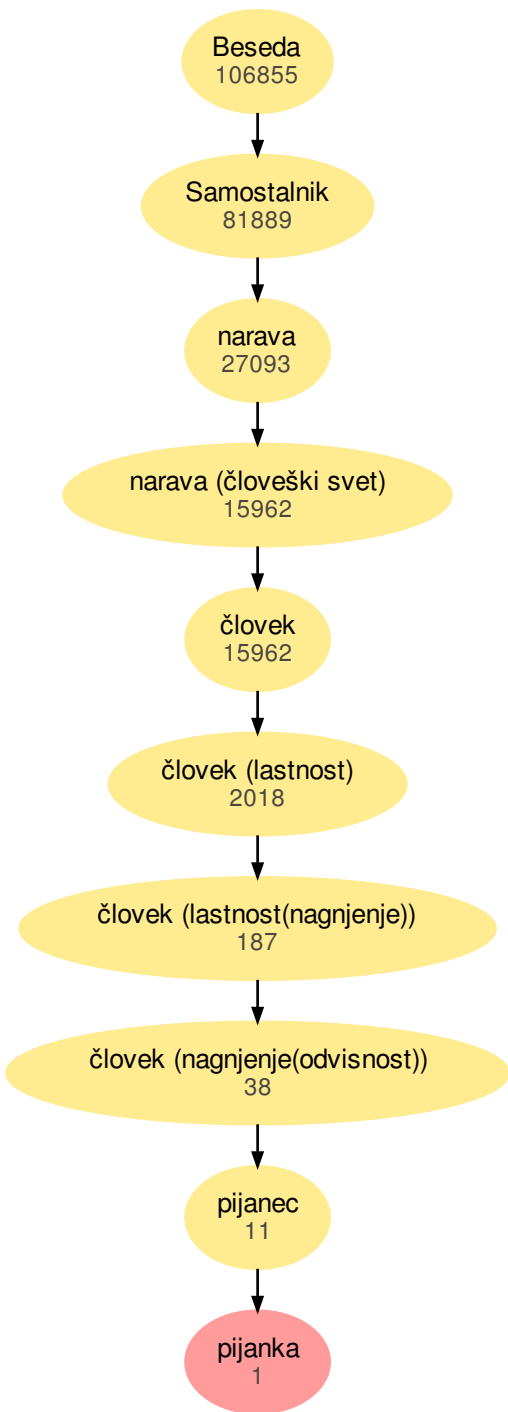 Beseda
106855
Samostalnik
81889
narava
27093
narava (človeški svet)
15962
človek
15962
človek (lastnost)
2018
človek (lastnost(nagnjenje))
187
človek (nagnjenje(odvisnost))
38
pijanec
11
pijanka
1